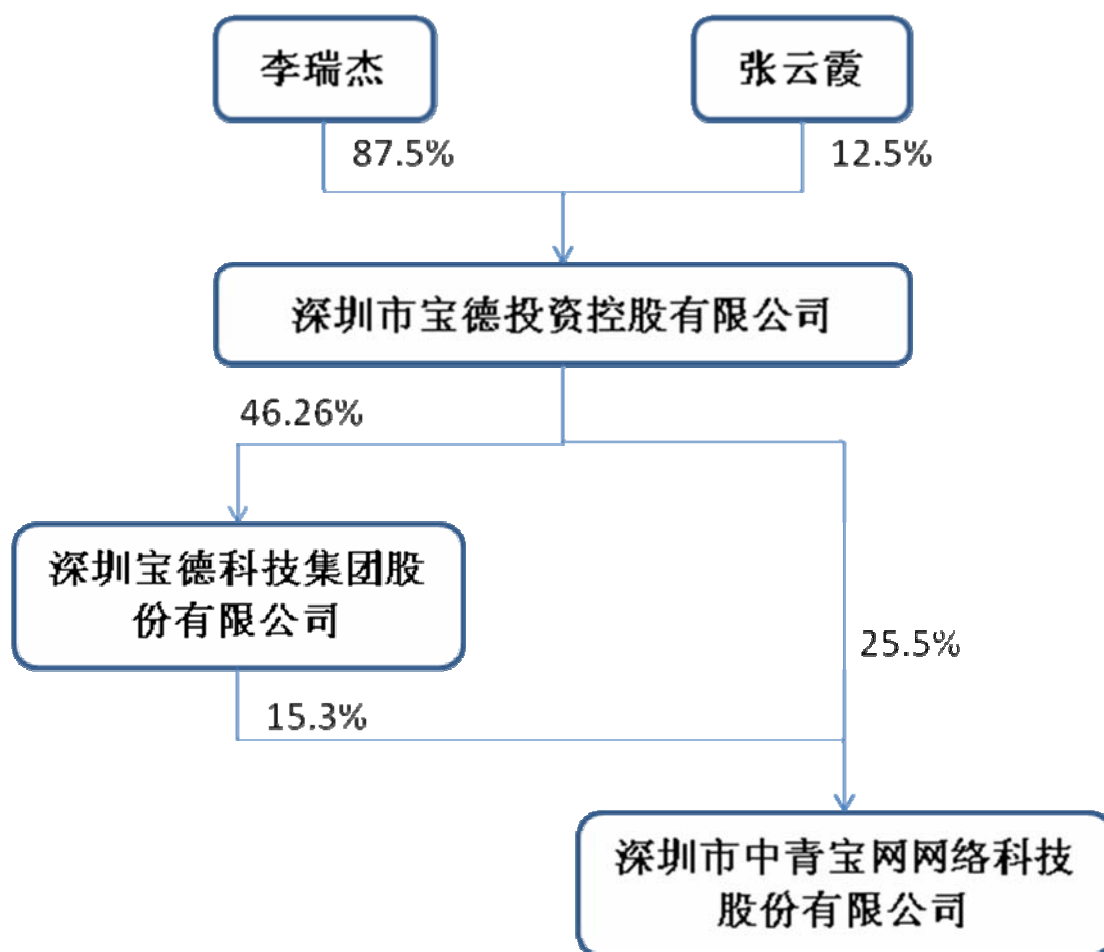 李瑞杰
张云霞
87.5%
12.5%
深圳市宝德投资控股有限公司
46.26%
深圳宝德科技集团股
份有限公司
25.5%
15.3%
深圳市中青宝网网络科技
股份有限公司